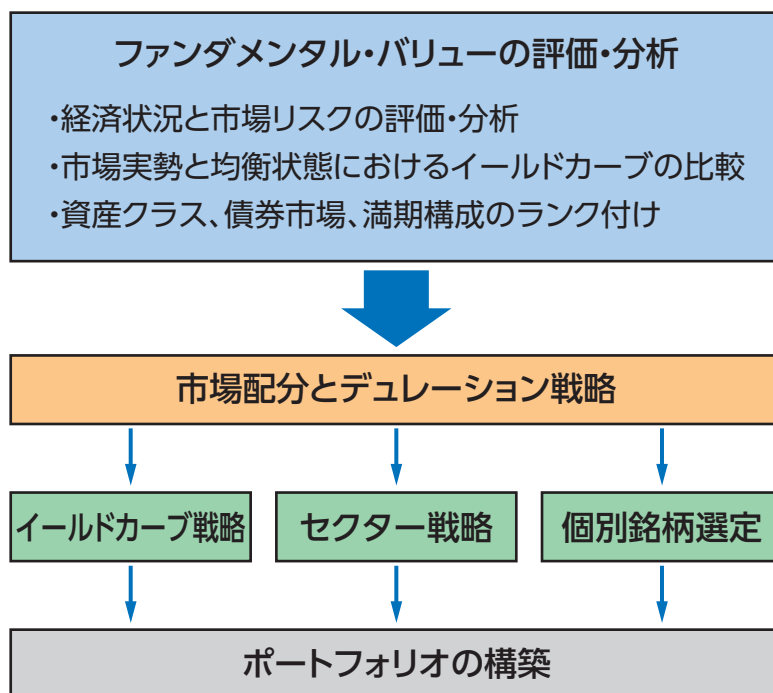 ファンダメンタル・バリューの評価・分析
・経済状況と市場リスクの評価・分析
・市場実勢と均衡状態におけるイールドカーブの比較
・資産クラス、債券市場、満期構成のランク付け
市場配分とデュレーション戦略
イールドカーブ戦略
セクター戦略
個別銘柄選定
ポートフォリオの構築